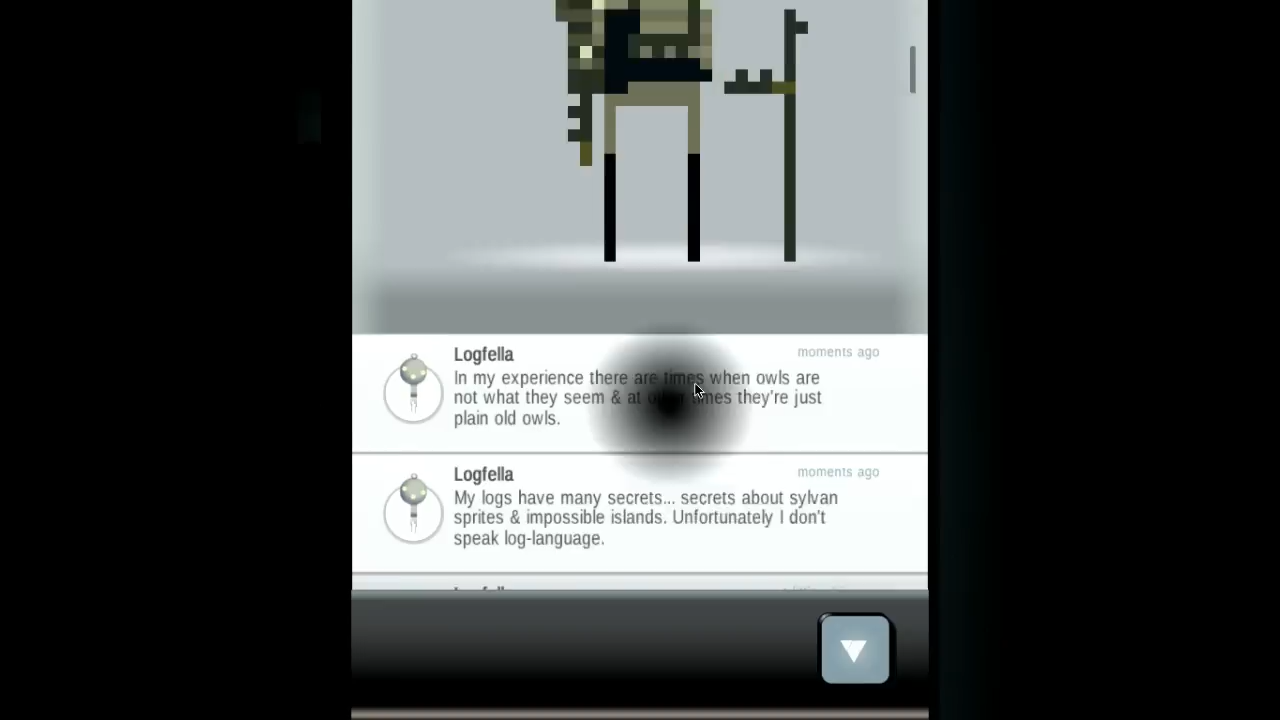 Logfella
moments ago
In my experience there are times when owls are
not what they seem & at other times they're just
plain old owls.
Logfella
moments ago
My logs have many secrets... secrets about sylvan
sprites & impossible islands. Unfortunately I don't
speak log-language.